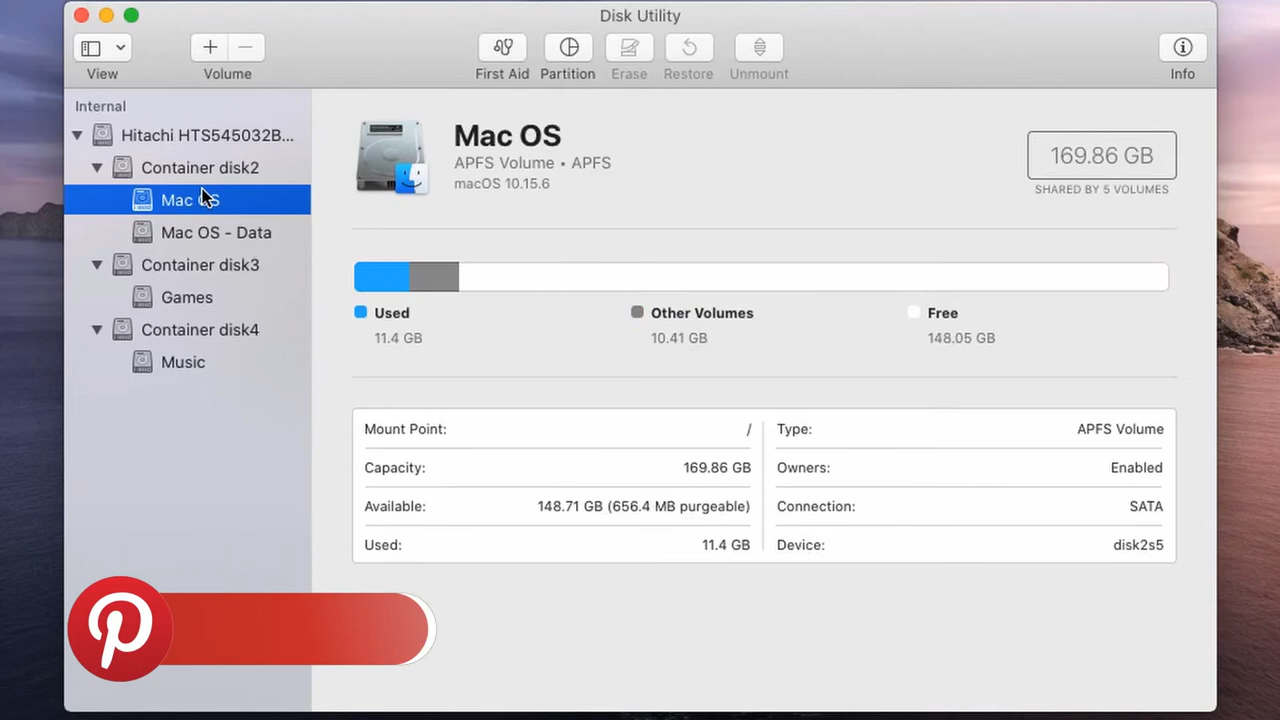 Disk Utility
View
Volume
First Aid
Partition
Erase
Restore
Unmount
Info
Internal
Hitachi HTS545032B...
Container disk2
Mac OS
Mac OS - Data
Container disk3
Games
Container disk4
Music
Mac OS
APFS Volume • APFS
macOS 10.15.6
169.86 GB
SHARED BY 5 VOLUMES
Used
11.4 GB
Other Volumes
10.41 GB
Free
148.05 GB
Mount Point: /
Capacity: 169.86 GB
Available: 148.71 GB (656.4 MB purgeable)
Used: 11.4 GB
Type: APFS Volume
Owners: Enabled
Connection: SATA
Device: disk2s5